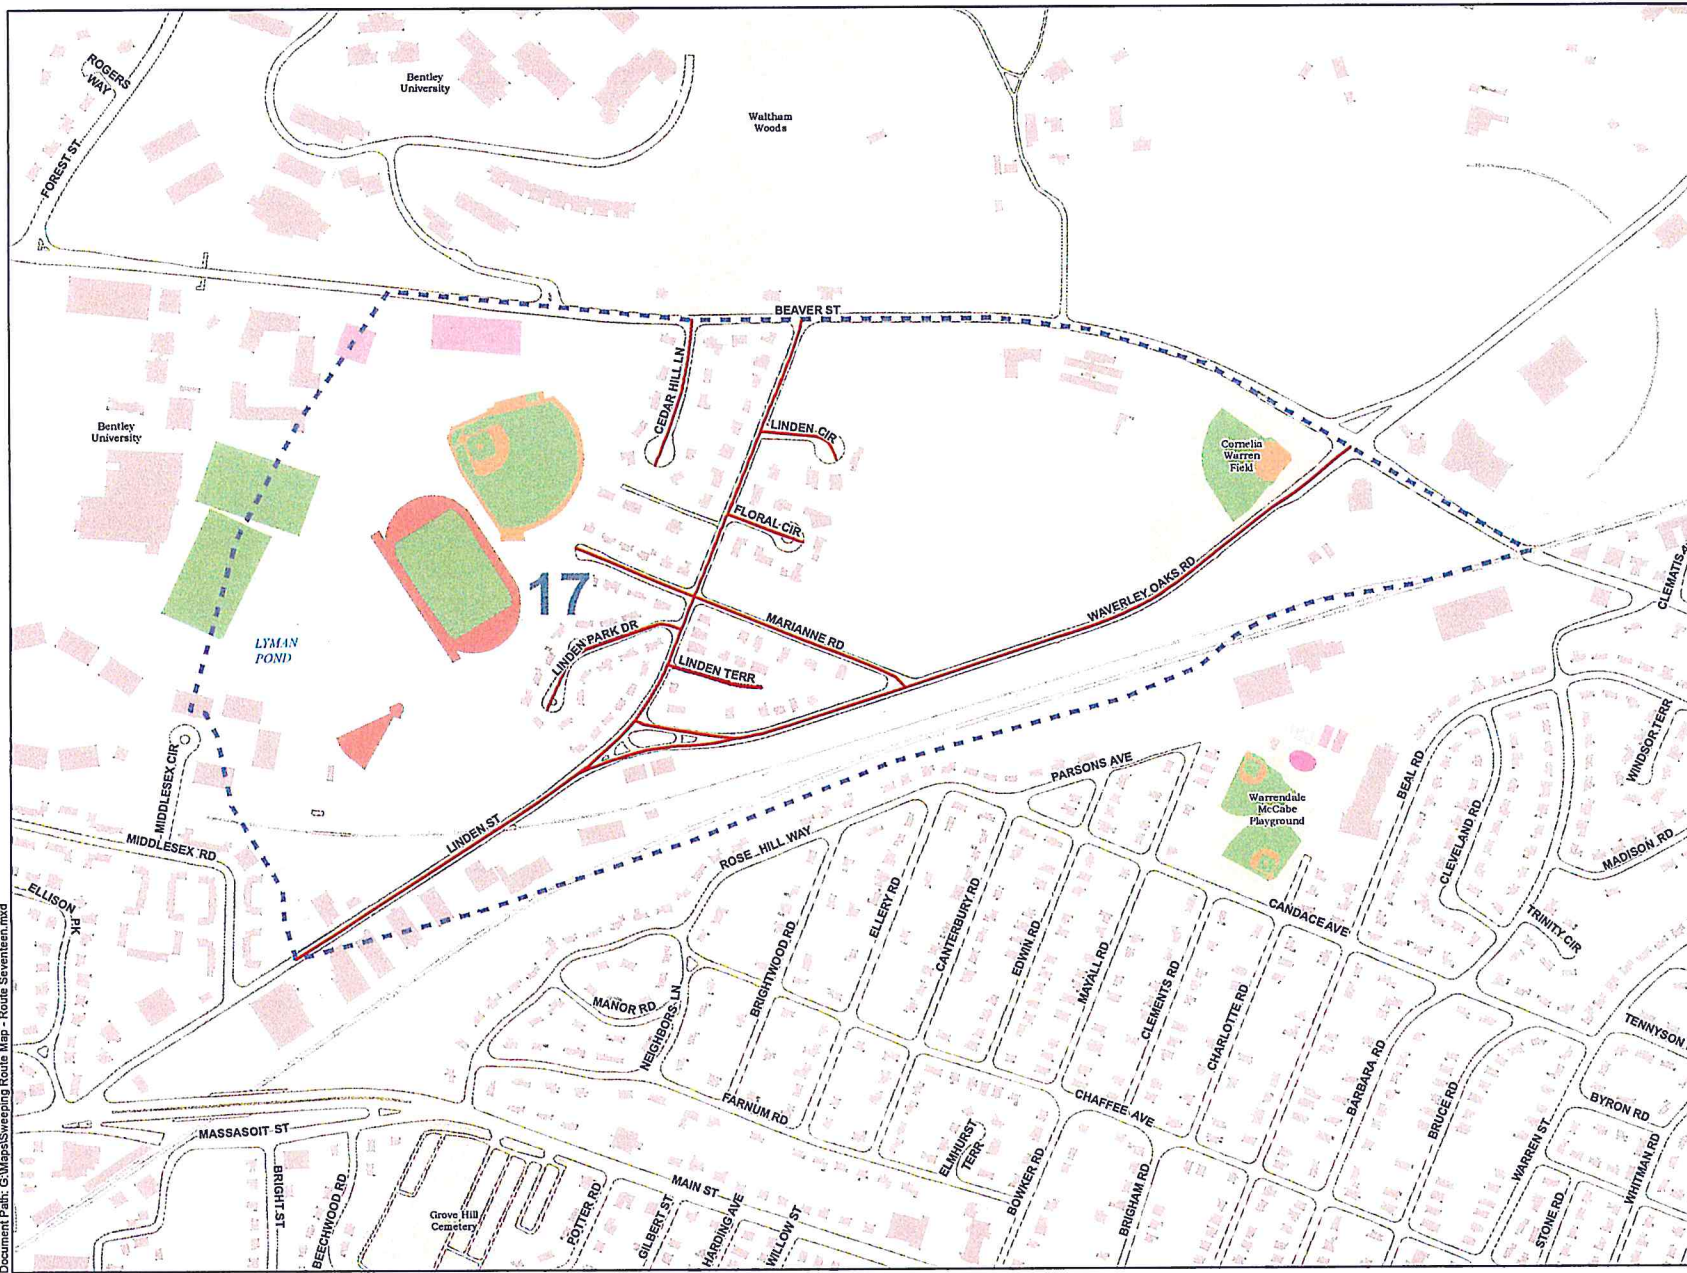 ROGERS
WAY
FOREST ST
Bentley
University
Waltham
Woods
BEAVER ST
CEDAR HILL LN
LINDEN CIR
Bentley
University
Cornelia
Warren
Field
FLORAL CIR
17
WAVERLEY OAKS RD
CLEMATIS
LYMAN
POND
LINDEN PARK DR
MARIANNE RD
LINDEN TERR
WINDSOR TERR
MIDDLESEX CIR
PARSONS AVE
BEAL RD
Warrendale
McCabe
Playground
LINDEN ST
ROSE HILL WAY
MIDDLESEX RD
CLEVELAND RD
MADISON RD
ELLISON PK
ELLERY RD
CANTERBURY RD
CANDACE AVE
TRINITY CIR
BRIGHTWOOD RD
EDWIN RD
MAYALL RD
CLEMENTS RD
CHARLOTTE RD
MANOR RD
NEIGHBORS LN
TENNYSON
BARBARA RD
BRUCE RD
FARNUM RD
CHAFFEE AVE
BYRON RD
MASSASOIT ST
ELMHURST
TERR
WARREN ST
WHITMAN RD
BRIGHT ST
BEECHWOOD RD
Grove Hill
Cemetery
POTTER RD
MAIN ST
GILBERT ST
HARDING AVE
WILLOW ST
BOWKER RD
BRIGHAM RD
STONE RD
Document Path: G:\Maps\Sweeping Route Map - Route Seventeen.mxd